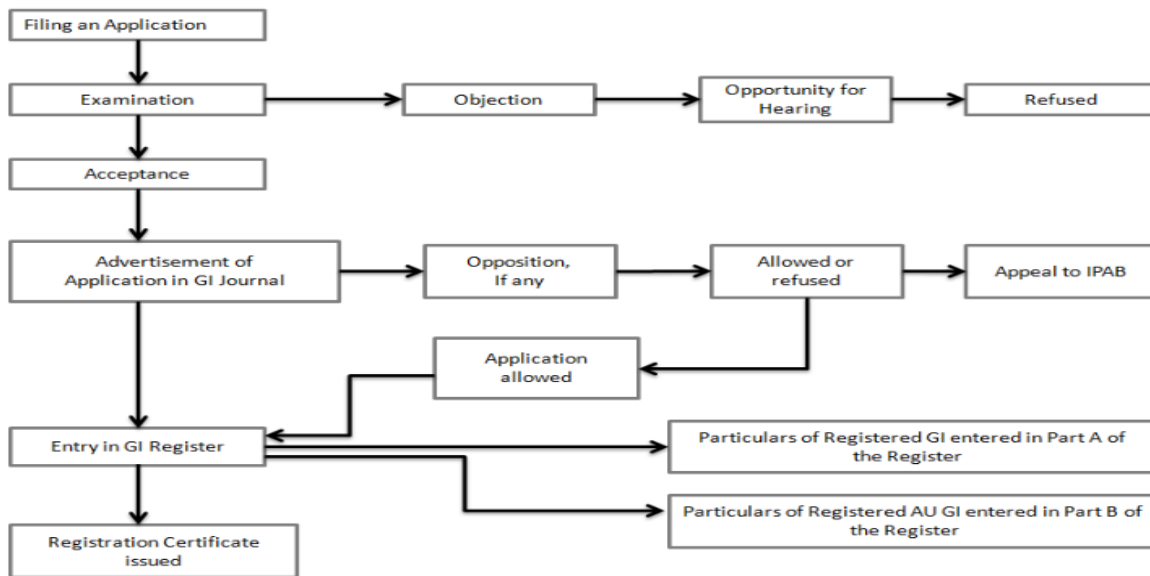 Filing an Application
Examination
Objection
Opportunity for
Hearing
Refused
Acceptance
Advertisement of
Application in GI Journal
Opposition,
If any
Allowed or
refused
Appeal to IPAB
Application
allowed
Entry in GI Register
Particulars of Registered GI entered in Part A of
the Register
Particulars of Registered AU GI entered in Part B of
the Register
Registration Certificate
issued